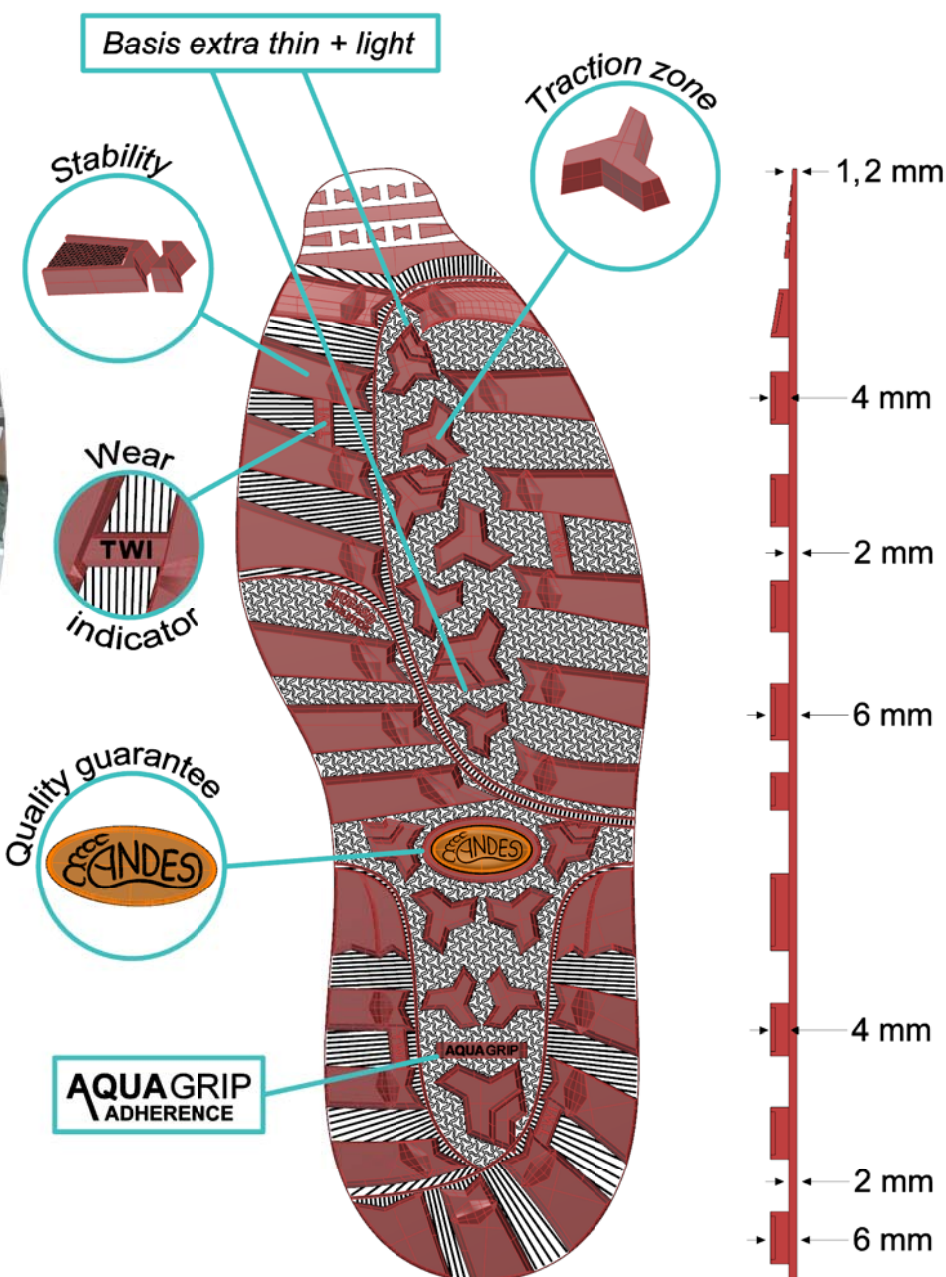 Basis extra thin + light
Traction zone
Stability
1,2 mm
4 mm
Wear
TWI
indicator
2 mm
6 mm
Quality guarantee
ANDES
ANDES
4 mm
AQUAGRIP
AQUAGRIP
ADHERENCE
2 mm
6 mm